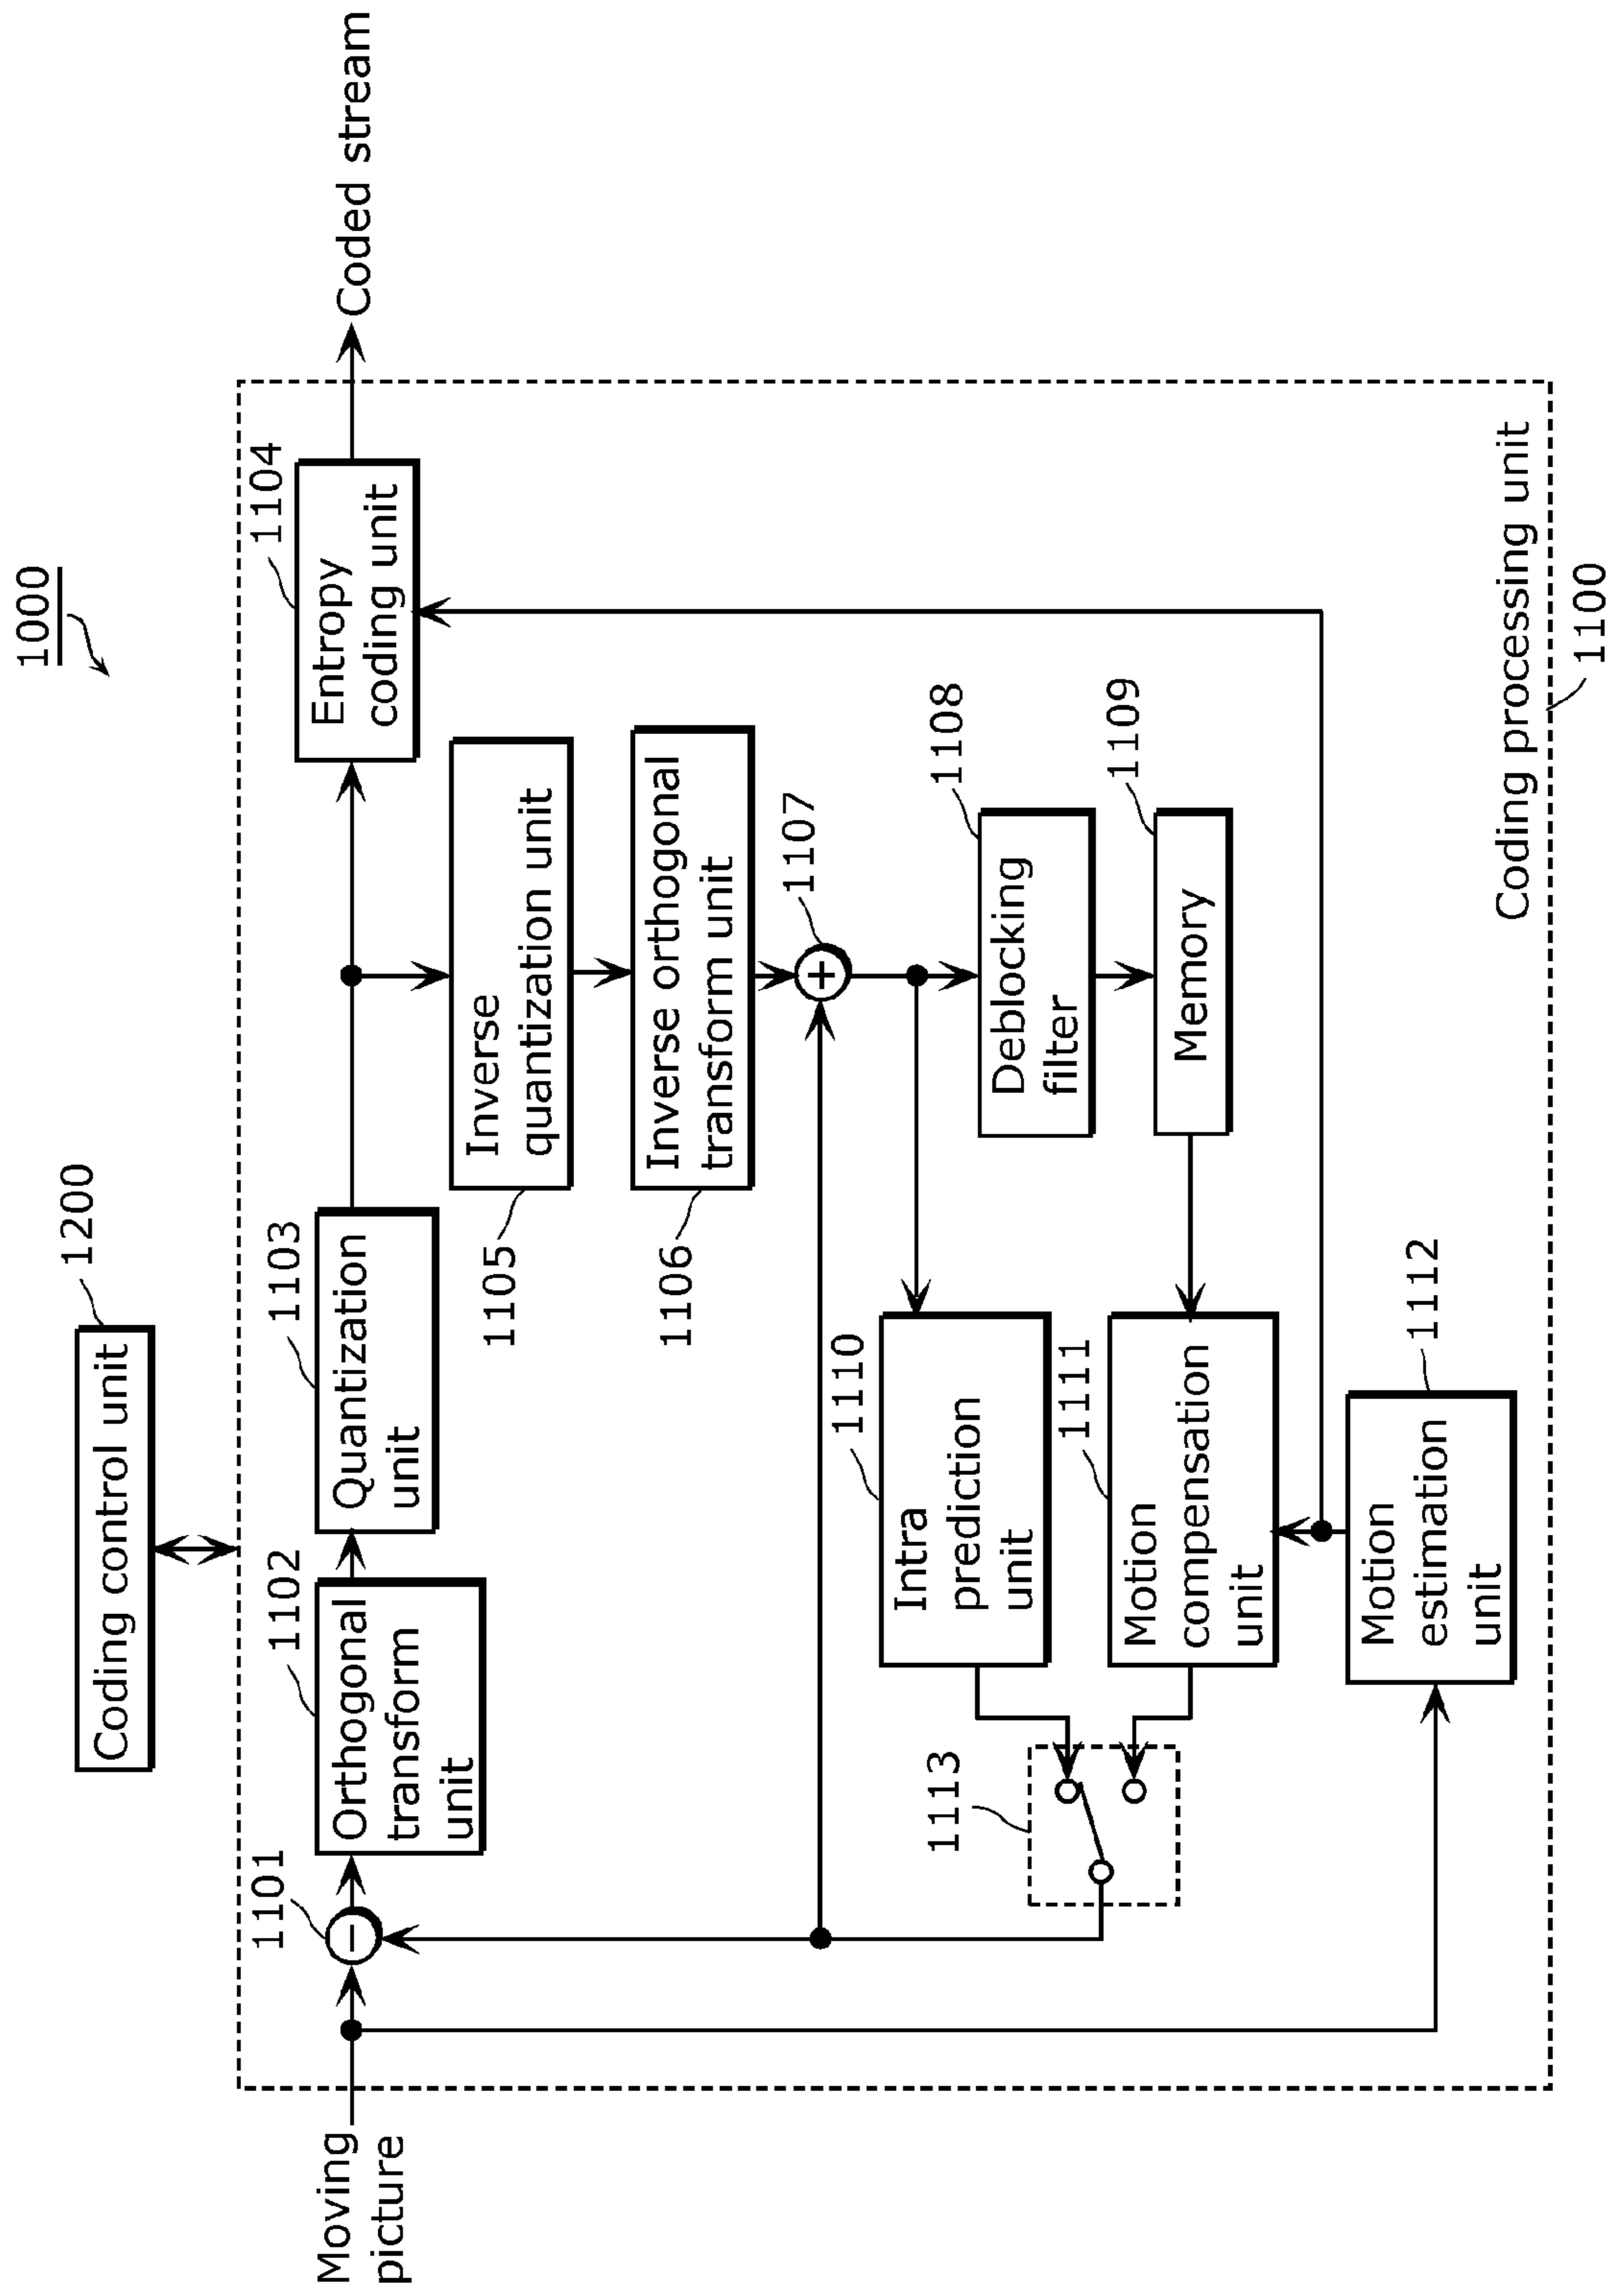 1000
Coding control unit
1200
Moving
picture
1101
Orthogonal
transform
unit
1102
Quantization
unit
1103
Entropy
coding unit
1104
Coded stream
Inverse
quantization unit
1105
Inverse orthogonal
transform unit
1106
+
1107
Deblocking
filter
1108
Memory
1109
Intra
prediction
unit
1110
Motion
compensation
unit
1111
Motion
estimation
unit
1112
1113
Coding processing unit
1100